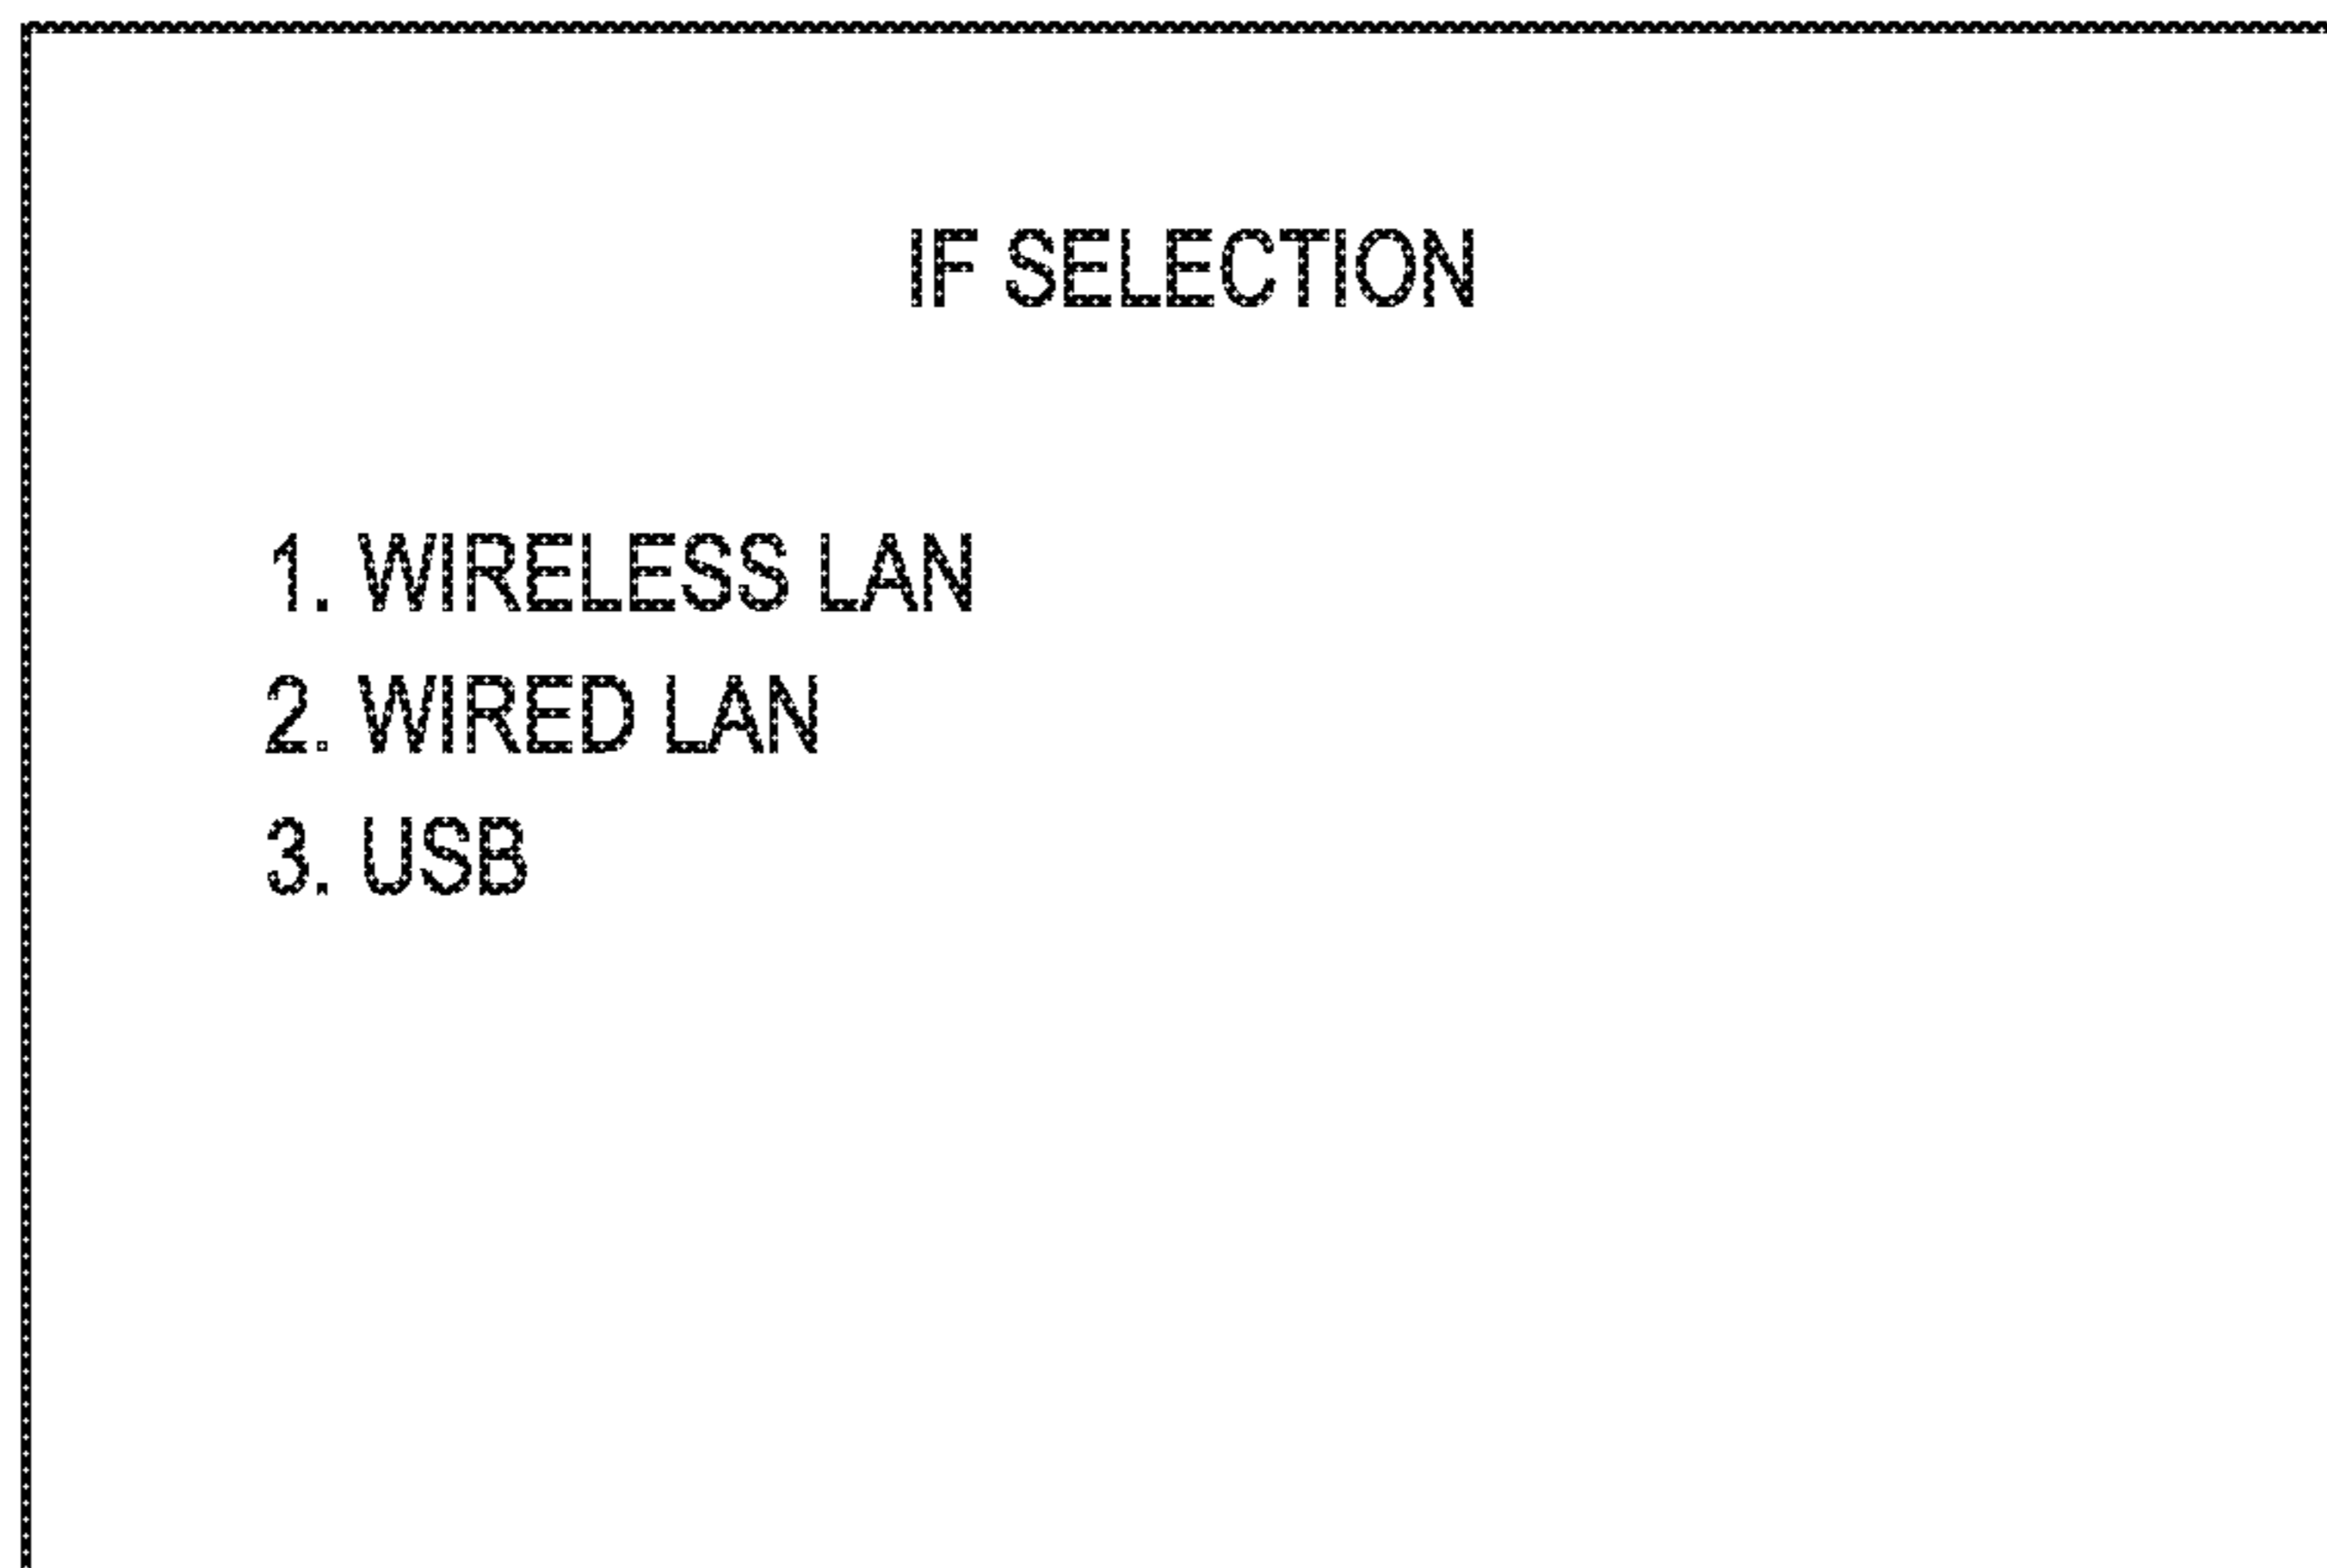 IF SELECTION
1. WIRELESS LAN
2. WIRED LAN
3. USB